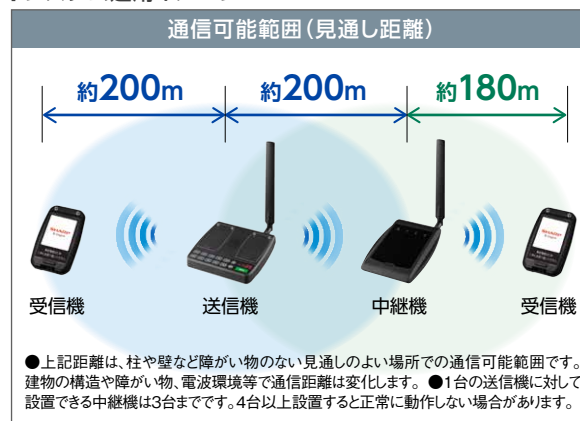 通信可能範囲（見通し距離）
約200m 約200m 約180m
受信機 送信機 中継機 受信機
●上記距離は、柱や壁など障がい物のない見通しのよい場所での通信可能範囲です。
建物の構造や障がい物、電波環境等で通信距離は変化します。 ●1台の送信機に対して
設置できる中継機は3台までです。4台以上設置すると正常に動作しない場合があります。